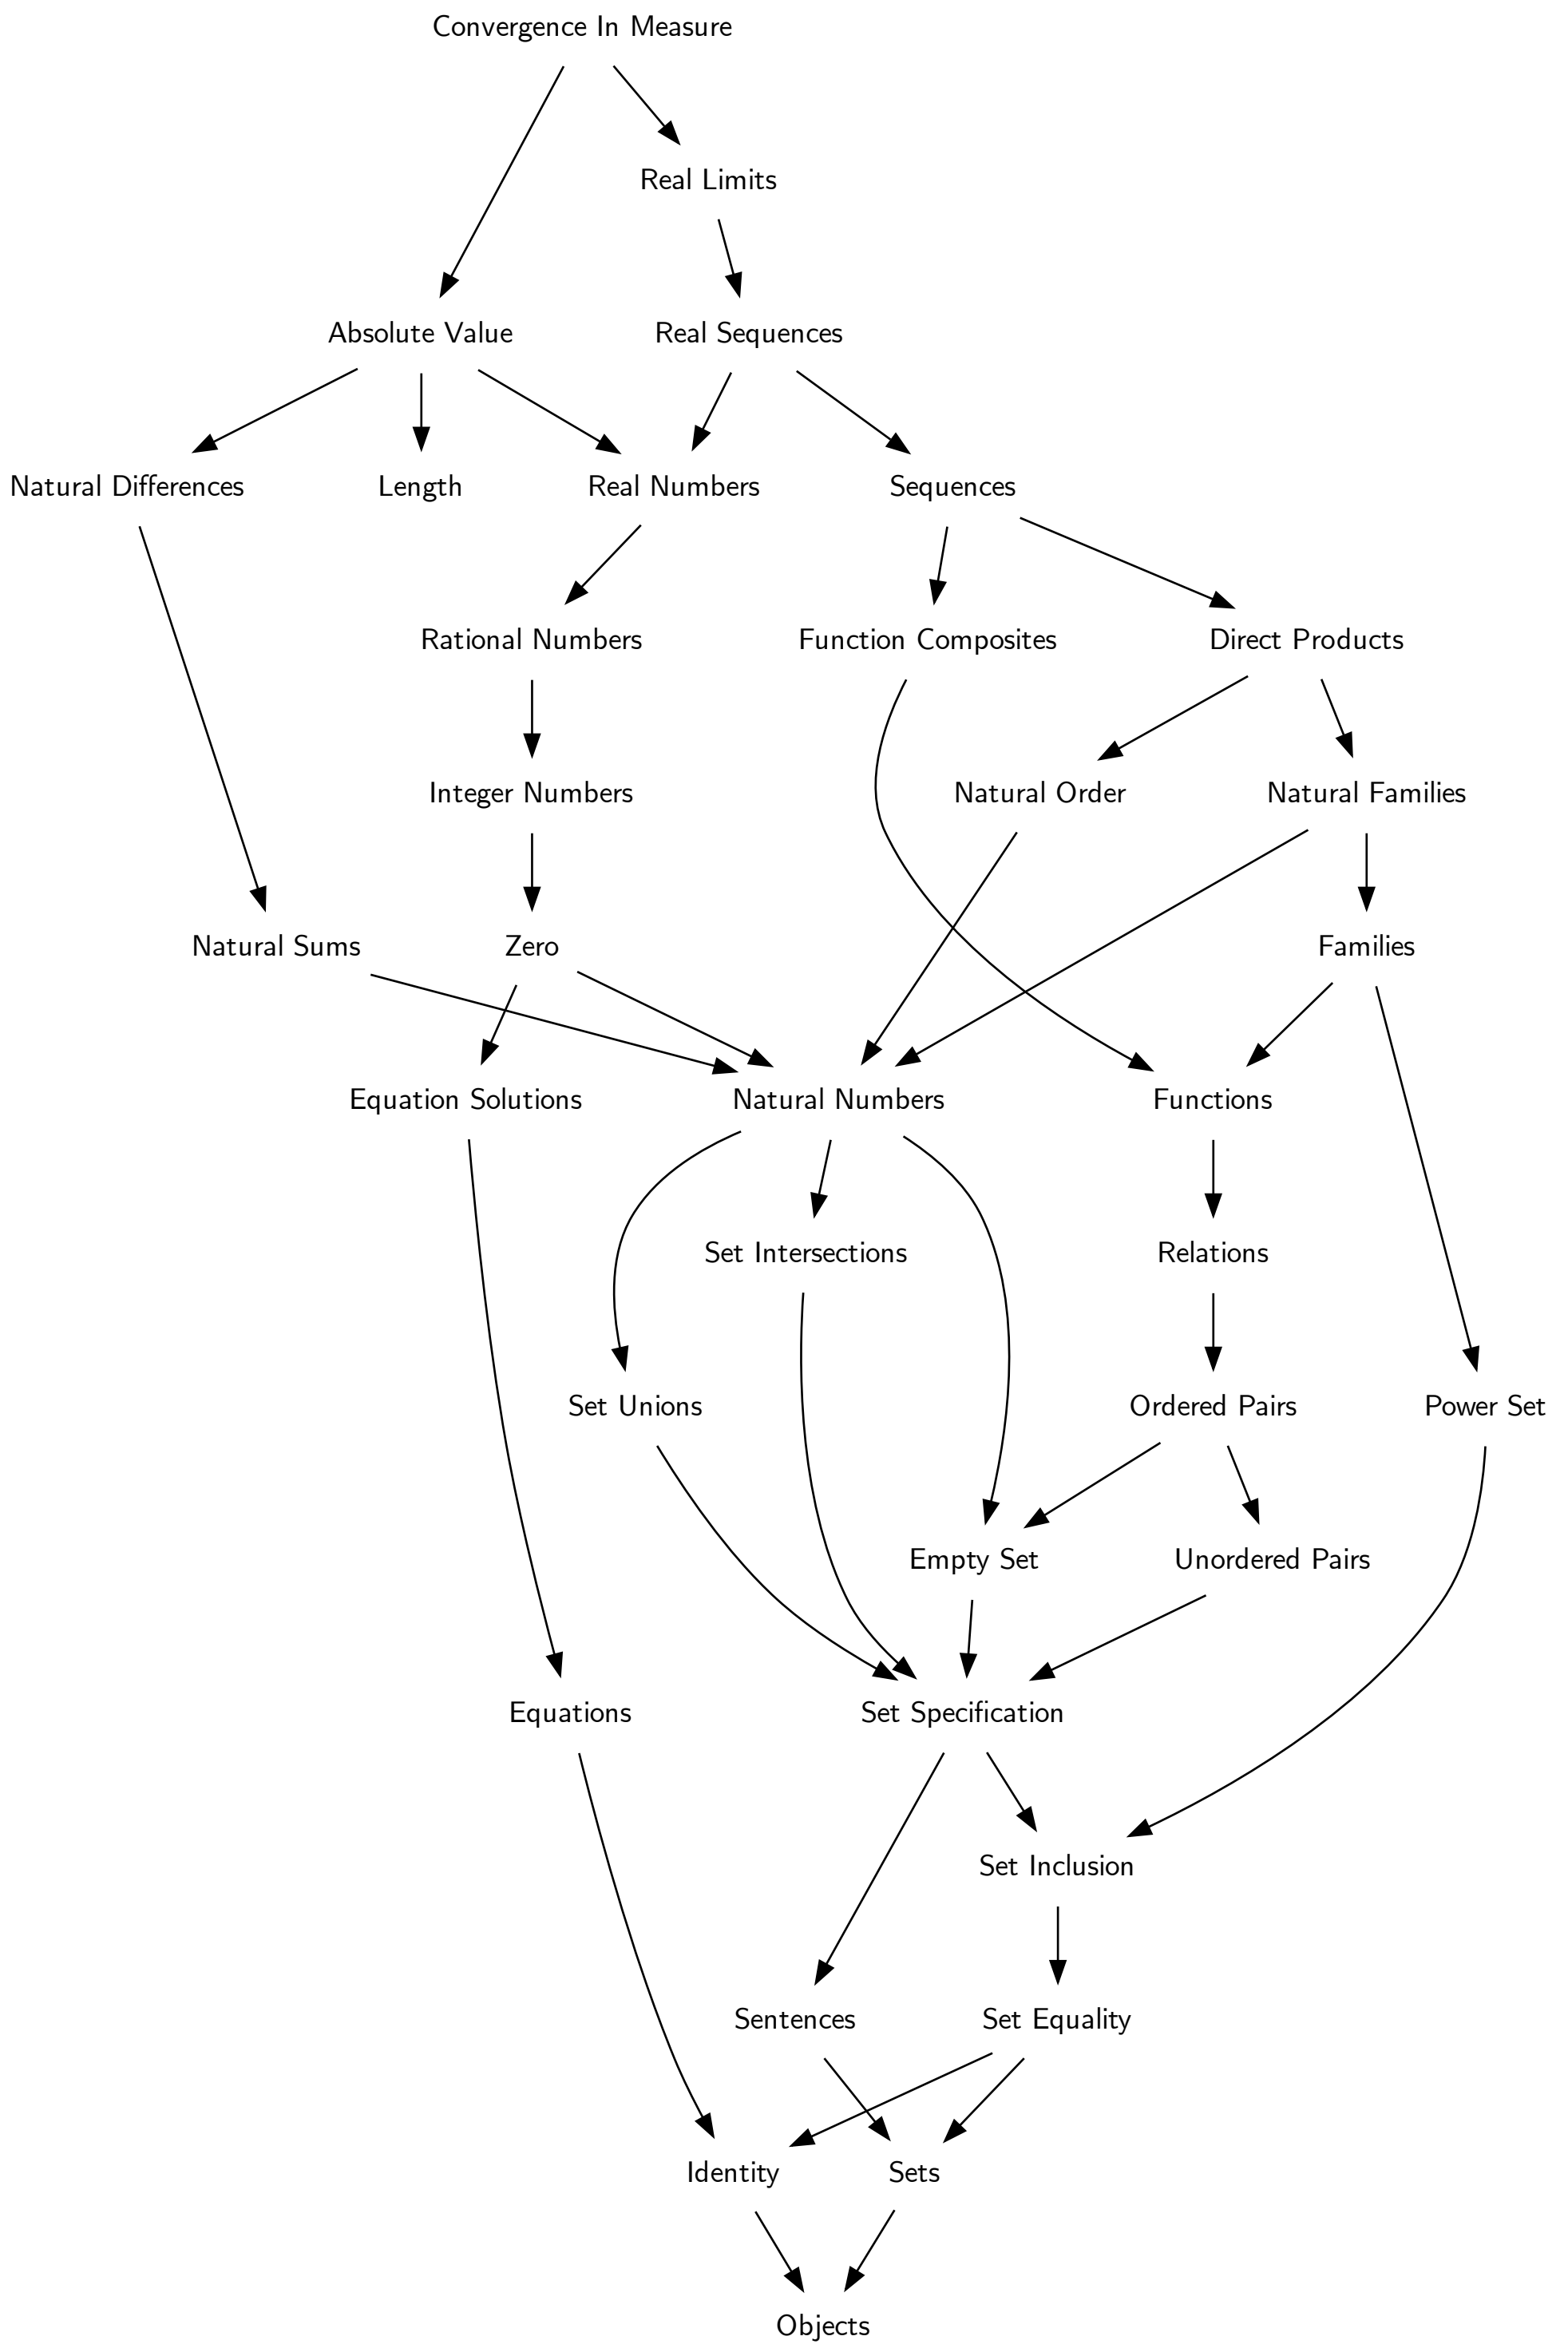 Convergence In Measure
Real Limits
Absolute Value
Real Sequences
Natural Differences
Length
Real Numbers
Sequences
Rational Numbers
Function Composites
Direct Products
Integer Numbers
Natural Order
Natural Families
Natural Sums
Zero
Families
Equation Solutions
Natural Numbers
Functions
Set Intersections
Relations
Set Unions
Ordered Pairs
Power Set
Empty Set
Unordered Pairs
Equations
Set Specification
Set Inclusion
Sentences
Set Equality
Identity
Sets
Objects